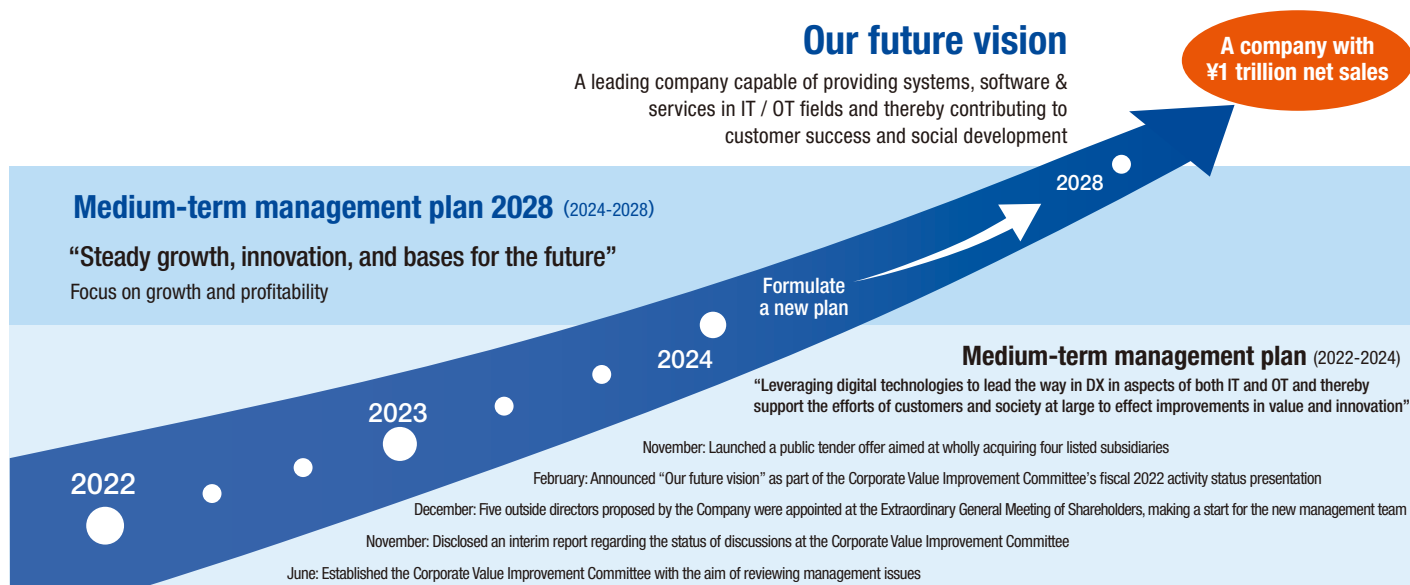 Our future vision
A leading company capable of providing systems, software &
services in IT / OT fields and thereby contributing to
customer success and social development
A company with
¥1 trillion net sales
2028
Medium-term management plan 2028 (2024-2028)
“Steady growth, innovation, and bases for the future”
Focus on growth and profitability
Formulate
a new plan
2024
2023
2022
Medium-term management plan (2022-2024)
“Leveraging digital technologies to lead the way in DX in aspects of both IT and OT and thereby
support the efforts of customers and society at large to effect improvements in value and innovation”
November: Launched a public tender offer aimed at wholly acquiring four listed subsidiaries
February: Announced “Our future vision” as part of the Corporate Value Improvement Committee’s fiscal 2022 activity status presentation
December: Five outside directors proposed by the Company were appointed at the Extraordinary General Meeting of Shareholders, making a start for the new management team
November: Disclosed an interim report regarding the status of discussions at the Corporate Value Improvement Committee
June: Established the Corporate Value Improvement Committee with the aim of reviewing management issues